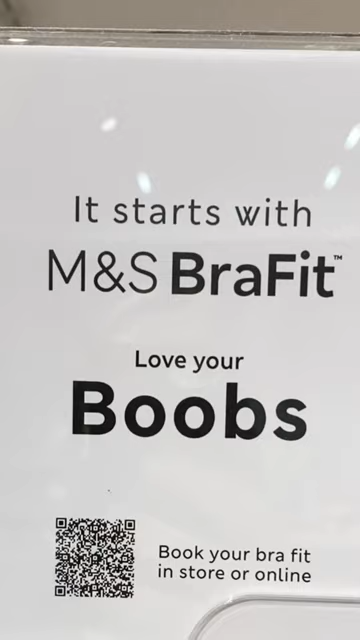 It starts with
M&S BraFit™
Love your
Boobs
Book your bra fit
in store or online